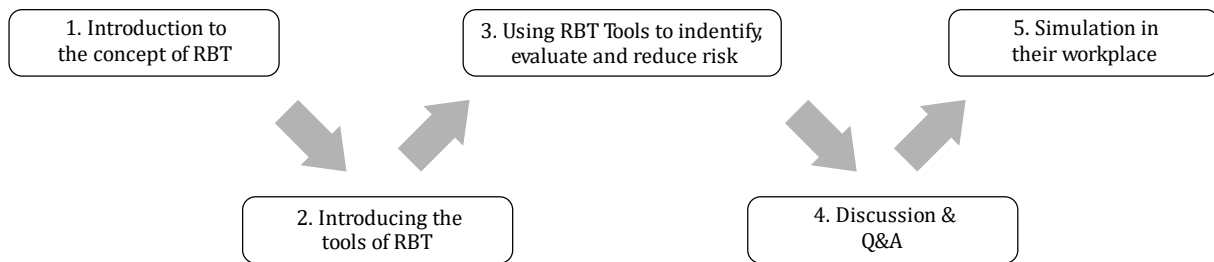 1. Introduction to
the concept of RBT
2. Introducing the
tools of RBT
3. Using RBT Tools to indentify,
evaluate and reduce risk
4. Discussion &
Q&A
5. Simulation in
their workplace